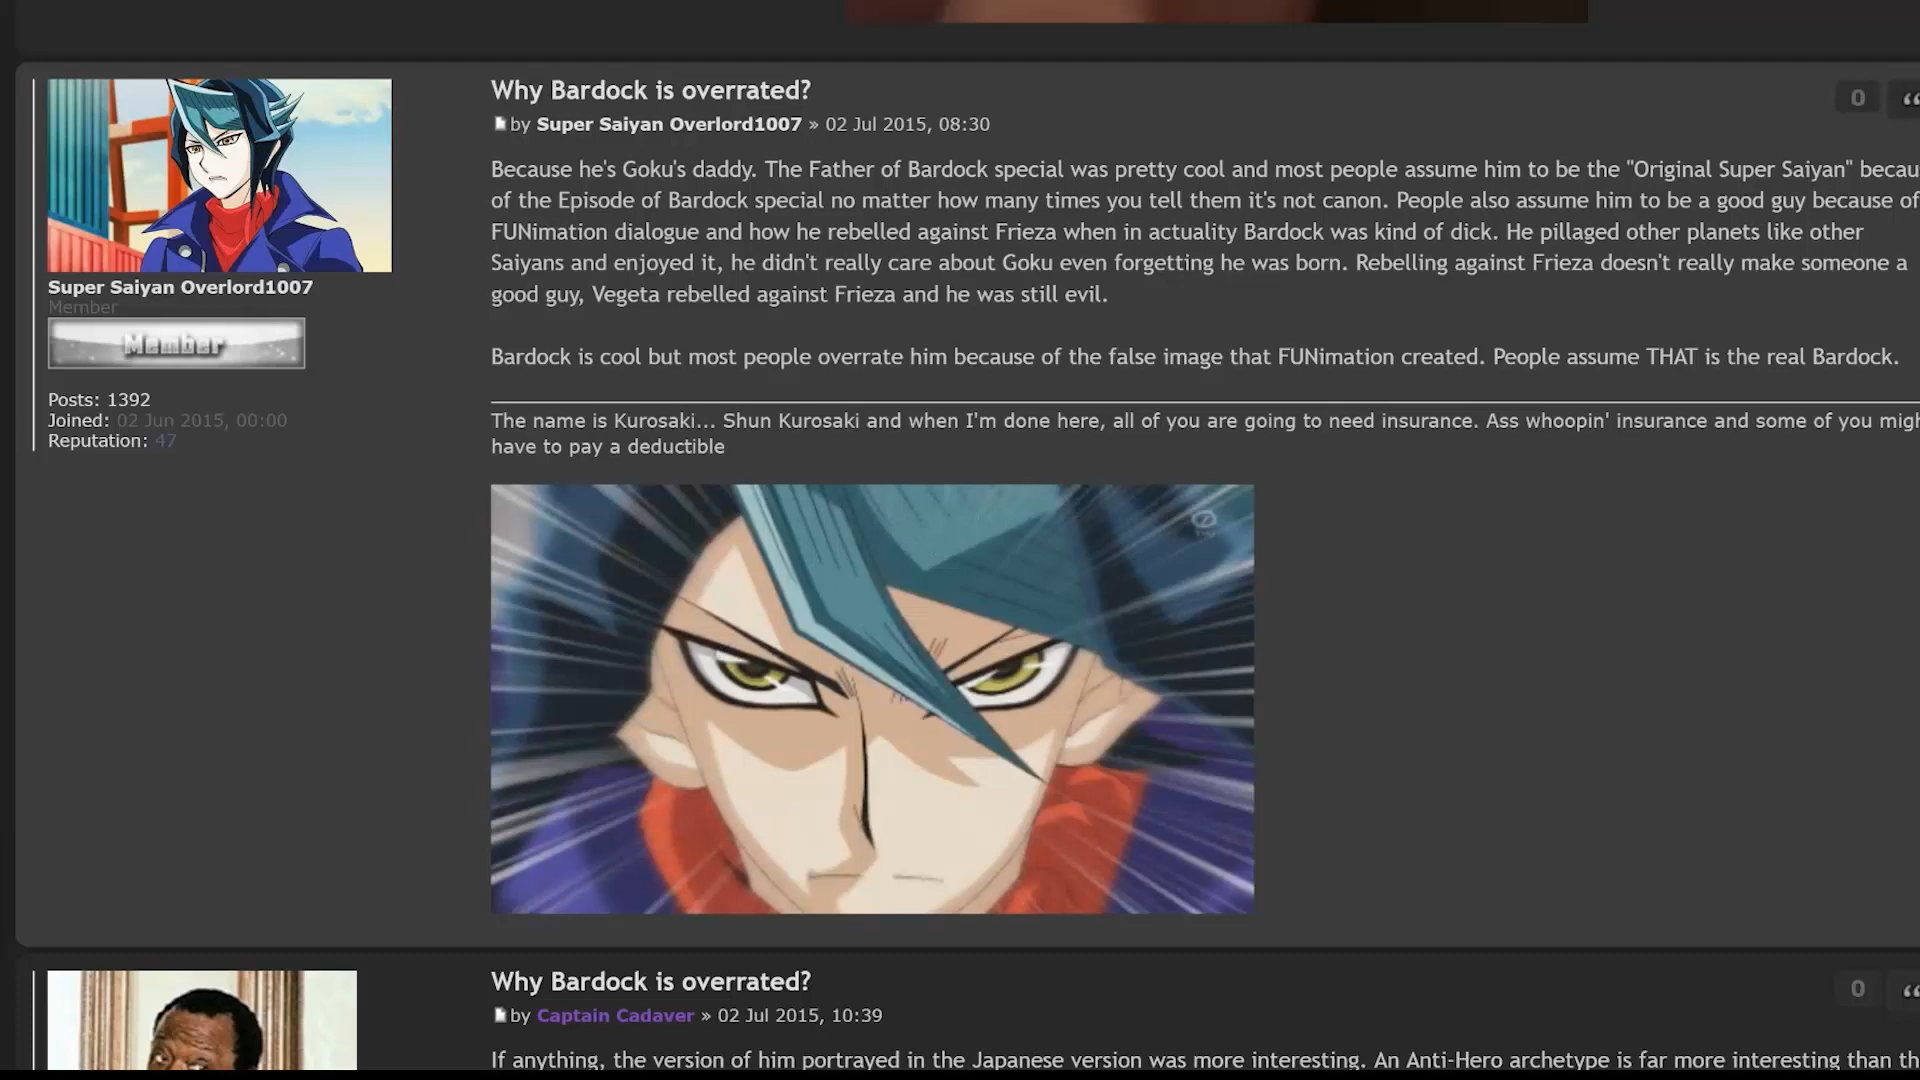 Why Bardock is overrated?
by Super Saiyan Overlord1007 » 02 Jul 2015, 08:30
0
“
Because he's Goku's daddy. The Father of Bardock special was pretty cool and most people assume him to be the "Original Super Saiyan" becau
of the Episode of Bardock special no matter how many times you tell them it's not canon. People also assume him to be a good guy because of
FUNimation dialogue and how he rebelled against Frieza when in actuality Bardock was kind of dick. He pillaged other planets like other
Saiyans and enjoyed it, he didn't really care about Goku even forgetting he was born. Rebelling against Frieza doesn't really make someone a
good guy, Vegeta rebelled against Frieza and he was still evil.
Bardock is cool but most people overrate him because of the false image that FUNimation created. People assume THAT is the real Bardock.
The name is Kurosaki... Shun Kurosaki and when I'm done here, all of you are going to need insurance. Ass whoopin' insurance and some of you migh
have to pay a deductible
Super Saiyan Overlord1007
Member
Member
Posts: 1392
Joined: 02 Jun 2015, 00:00
Reputation: 47
Why Bardock is overrated?
by Captain Cadaver » 02 Jul 2015, 10:39
0
“
If anything, the version of him portrayed in the Japanese version was more interesting. An Anti-Hero archetype is far more interesting than th